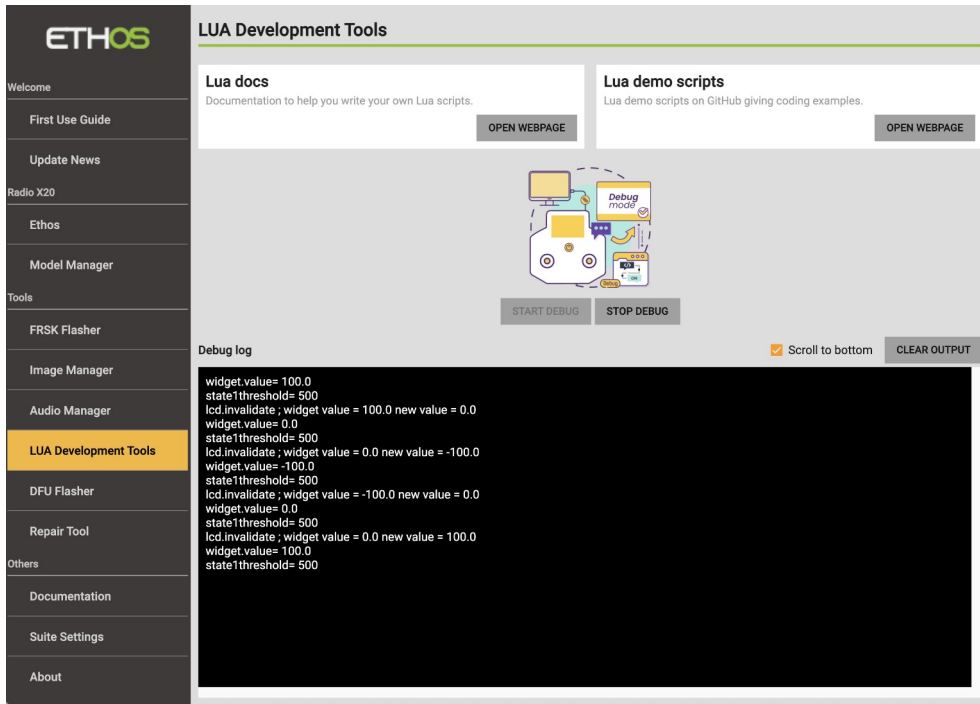 ETHOS
Welcome
First Use Guide
Update News
Radio X20
Ethos
Model Manager
Tools
FRSK Flasher
Image Manager
Audio Manager
LUA Development Tools
DFU Flasher
Repair Tool
Others
Documentation
Suite Settings
About
LUA Development Tools
Lua docs
Documentation to help you write your own Lua scripts.
OPEN WEBPAGE
Lua demo scripts
Lua demo scripts on GitHub giving coding examples.
OPEN WEBPAGE
Debug
mode
Debug
START DEBUG
STOP DEBUG
Debug log
Scroll to bottom
CLEAR OUTPUT
widget.value= 100.0
state1threshold= 500
lcd.invalidate ; widget value = 100.0 new value = 0.0
widget.value= 0.0
state1threshold= 500
lcd.invalidate ; widget value = 0.0 new value = -100.0
widget.value= -100.0
state1threshold= 500
lcd.invalidate ; widget value = -100.0 new value = 0.0
widget.value= 0.0
state1threshold= 500
lcd.invalidate ; widget value = 0.0 new value = 100.0
widget.value= 100.0
state1threshold= 500